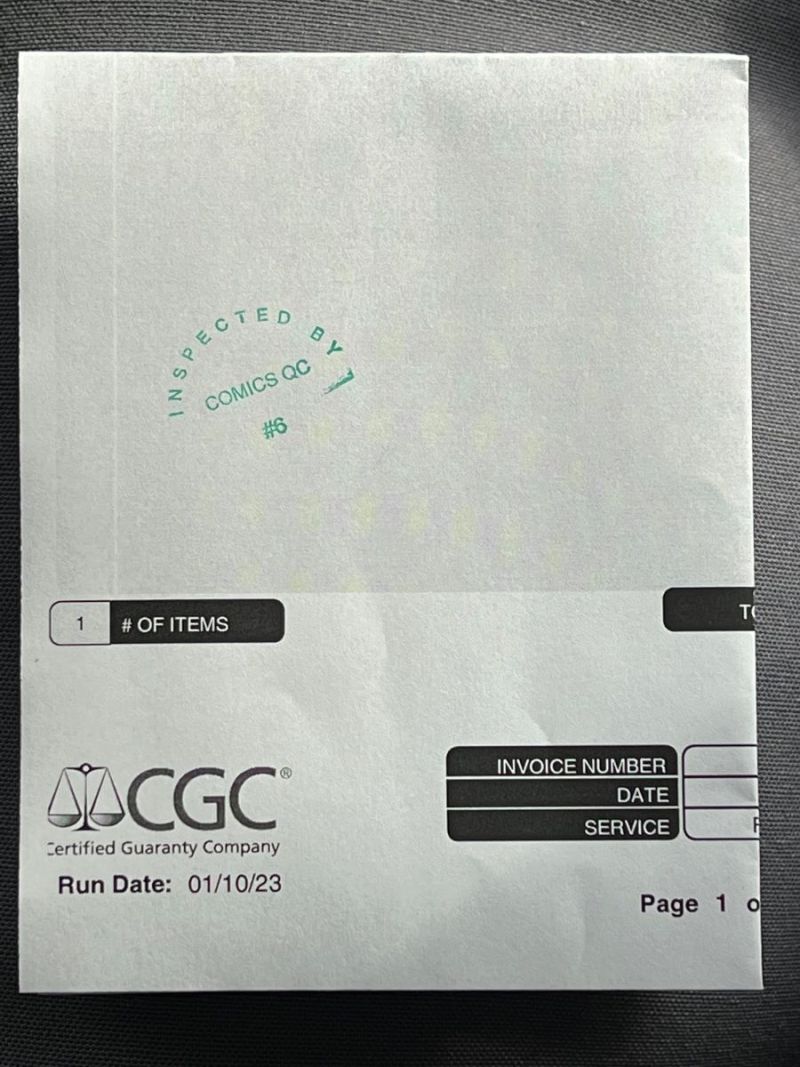 INSPECTED BY
COMICS QC
#6
1 # OF ITEMS
CGC®
Certified Guaranty Company
Run Date: 01/10/23
INVOICE NUMBER
DATE
SERVICE
Page 1